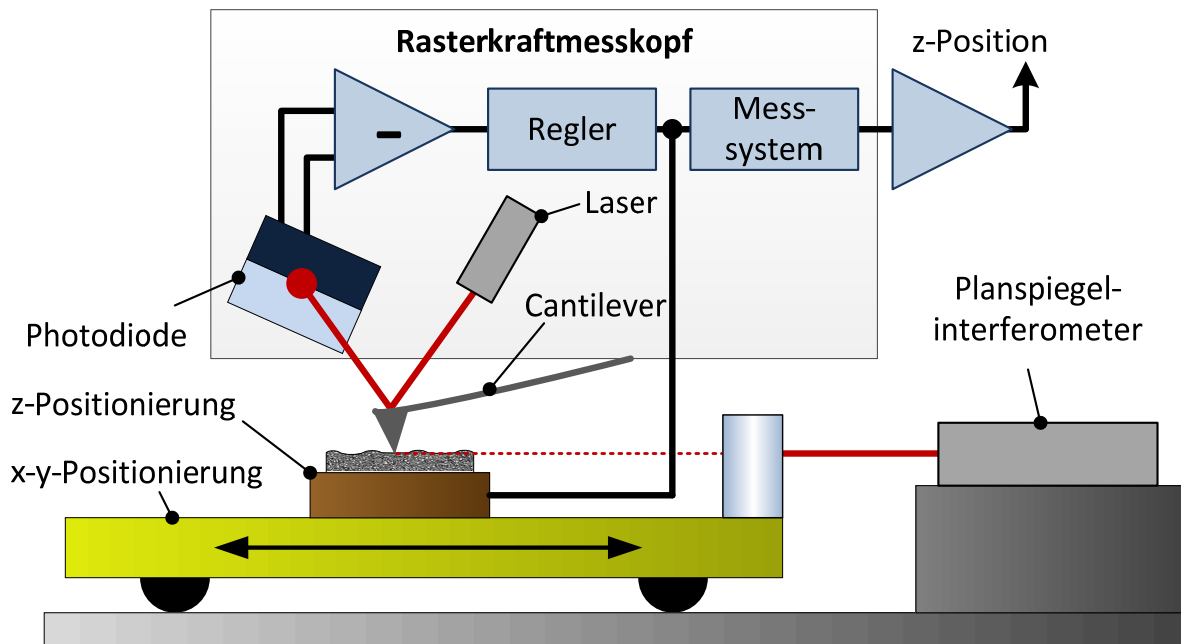 Rasterkraftmesskopf
z-Position
-
Regler
Mess-
system
Laser
Cantilever
Photodiode
Planspiegel-
interferometer
z-Positionierung
x-y-Positionierung